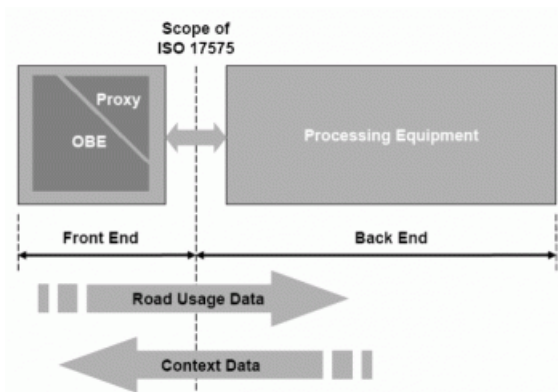 Scope of
ISO 17575
Proxy
OBE
Processing Equipment
Front End
Back End
Road Usage Data
Context Data